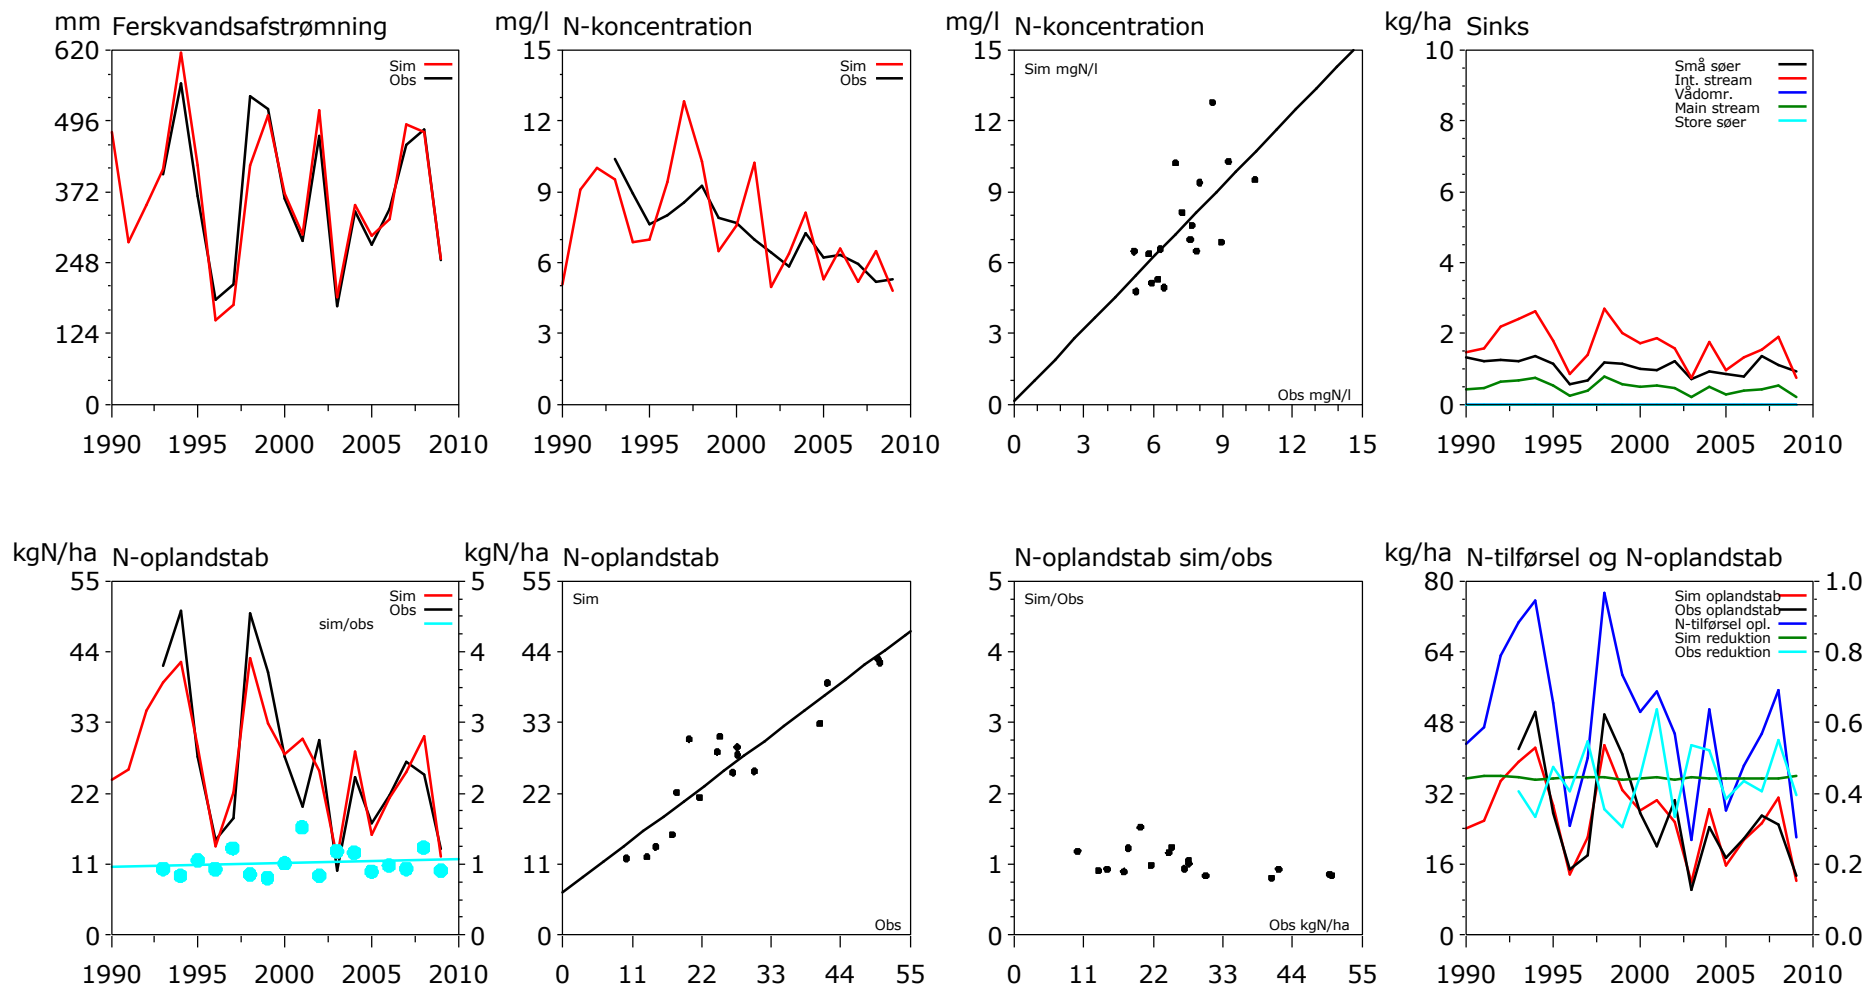 mm Ferskvandsafstrømning
620
496
372
248
124
0
1990 1995 2000 2005 2010
Sim
Obs
mg/l N-koncentration
15
12
9
6
3
0
1990 1995 2000 2005 2010
Sim
Obs
mg/l N-koncentration
15
12
9
6
3
0
0 3 6 9 12 15
Sim mgN/l
Obs mgN/l
kg/ha Sinks
10
8
6
4
2
0
1990 1995 2000 2005 2010
Små søer
Int. stream
Vådomr.
Main stream
Store søer
kgN/ha N-oplandstab
55
44
33
22
11
0
5
4
3
2
1
0
1990 1995 2000 2005 2010
Sim
Obs
sim/obs
kgN/ha N-oplandstab
55
44
33
22
11
0
0 11 22 33 44 55
Sim
Obs
N-oplandstab sim/obs
5
4
3
2
1
0
0 11 22 33 44 55
Sim/Obs
Obs kgN/ha
kg/ha N-tilførsel og N-oplandstab
80
64
48
32
16
0
1.0
0.8
0.6
0.4
0.2
0.0
1990 1995 2000 2005 2010
Sim oplandstab
Obs oplandstab
N-tilførsel opl.
Sim reduktion
Obs reduktion